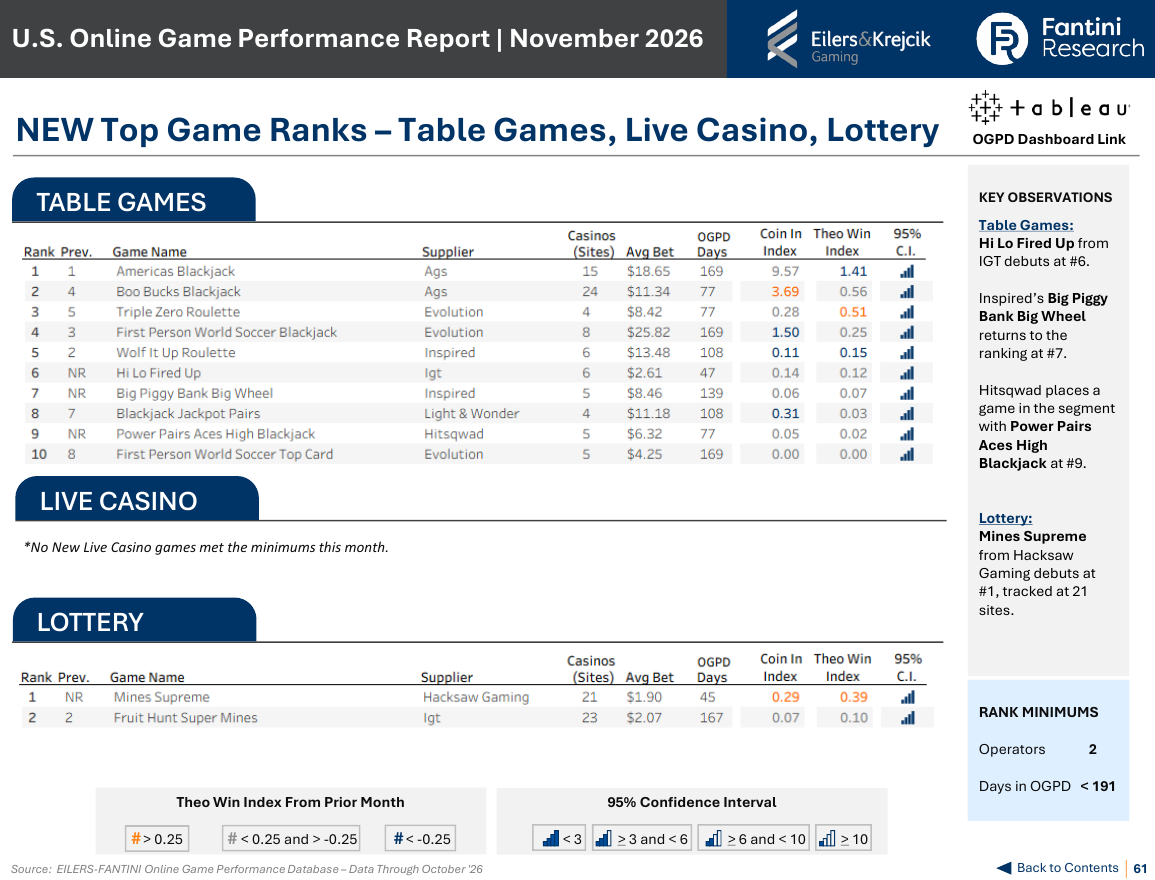 U.S. Online Game Performance Report | November 2026
Eilers&Krejcik
Gaming
Fantini
Research
NEW Top Game Ranks – Table Games, Live Casino, Lottery
+ableau
OGPD Dashboard Link
TABLE GAMES
Rank Prev. Game Name Supplier Casinos (Sites) Avg Bet OGPD Days Coin In Index Theo Win Index 95% C.I.
1 1 Americas Blackjack Ags 15 $18.65 169 9.57 1.41
2 4 Boo Bucks Blackjack Ags 24 $11.34 77 3.69 0.56
3 5 Triple Zero Roulette Evolution 4 $8.42 77 0.28 0.51
4 3 First Person World Soccer Blackjack Evolution 8 $25.82 169 1.50 0.25
5 2 Wolf It Up Roulette Inspired 6 $13.48 108 0.11 0.15
6 NR Hi Lo Fired Up Igt 6 $2.61 47 0.14 0.12
7 NR Big Piggy Bank Big Wheel Inspired 5 $8.46 139 0.06 0.07
8 7 Blackjack Jackpot Pairs Light & Wonder 4 $11.18 108 0.31 0.03
9 NR Power Pairs Aces High Blackjack Hitsqwad 5 $6.32 77 0.05 0.02
10 8 First Person World Soccer Top Card Evolution 5 $4.25 169 0.00 0.00
LIVE CASINO
*No New Live Casino games met the minimums this month.
LOTTERY
Rank Prev. Game Name Supplier Casinos (Sites) Avg Bet OGPD Days Coin In Index Theo Win Index 95% C.I.
1 NR Mines Supreme Hacksaw Gaming 21 $1.90 45 0.29 0.39
2 2 Fruit Hunt Super Mines Igt 23 $2.07 167 0.07 0.10
KEY OBSERVATIONS
Table Games:
Hi Lo Fired Up from
IGT debuts at #6.
Inspired’s Big Piggy
Bank Big Wheel
returns to the
ranking at #7.
Hitsqwad places a
game in the segment
with Power Pairs
Aces High
Blackjack at #9.
Lottery:
Mines Supreme
from Hacksaw
Gaming debuts at
#1, tracked at 21
sites.
RANK MINIMUMS
Operators 2
Days in OGPD < 191
Theo Win Index From Prior Month
# > 0.25
# < 0.25 and > -0.25
# < -0.25
95% Confidence Interval
< 3
≥ 3 and < 6
≥ 6 and < 10
≥ 10
Source: EILERS-FANTINI Online Game Performance Database – Data Through October '26
Back to Contents | 61